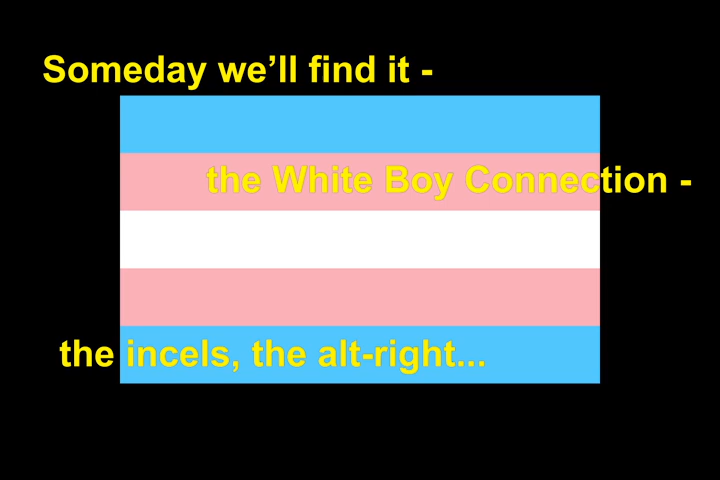 Someday we’ll find it -
the White Boy Connection -
the incels, the alt-right...